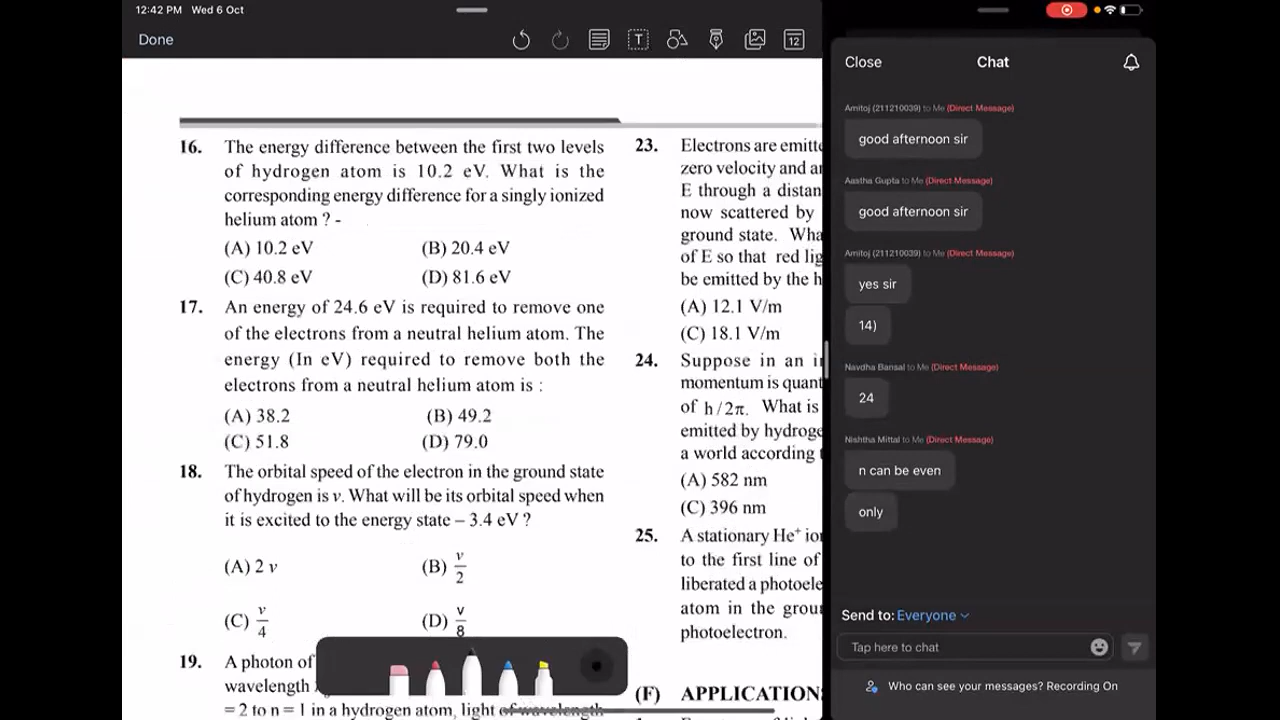 12:42 PM Wed 6 Oct
Done
12
16. The energy difference between the first two levels
of hydrogen atom is 10.2 eV. What is the
corresponding energy difference for a singly ionized
helium atom ? -
(A) 10.2 eV (B) 20.4 eV
(C) 40.8 eV (D) 81.6 eV
17. An energy of 24.6 eV is required to remove one
of the electrons from a neutral helium atom. The
energy (In eV) required to remove both the
electrons from a neutral helium atom is :
(A) 38.2 (B) 49.2
(C) 51.8 (D) 79.0
18. The orbital speed of the electron in the ground state
of hydrogen is v. What will be its orbital speed when
it is excited to the energy state – 3.4 eV ?
(A) 2 v (B) v/2
(C) v/4 (D) v/8
19. A photon of
wavelength
= 2 to n = 1 in a hydrogen atom, light of wavelength
23. Electrons are emitte
zero velocity and a
E through a distan
now scattered by
ground state. Wha
of E so that red lig
be emitted by the h
(A) 12.1 V/m
(C) 18.1 V/m
24. Suppose in an i
momentum is quant
of h/2π. What is
emitted by hydroge
a world according
(A) 582 nm
(C) 396 nm
25. A stationary He⁺ io
to the first line of
liberated a photoele
atom in the grou
photoelectron.
(F) APPLICATION
Close Chat
Amitoj (211210039) to Me (Direct Message)
good afternoon sir
Aastha Gupta to Me (Direct Message)
good afternoon sir
Amitoj (211210039) to Me (Direct Message)
yes sir
14)
Navdha Bansal to Me (Direct Message)
24
Nishtha Mittal to Me (Direct Message)
n can be even
only
Send to: Everyone
Tap here to chat
Who can see your messages? Recording On